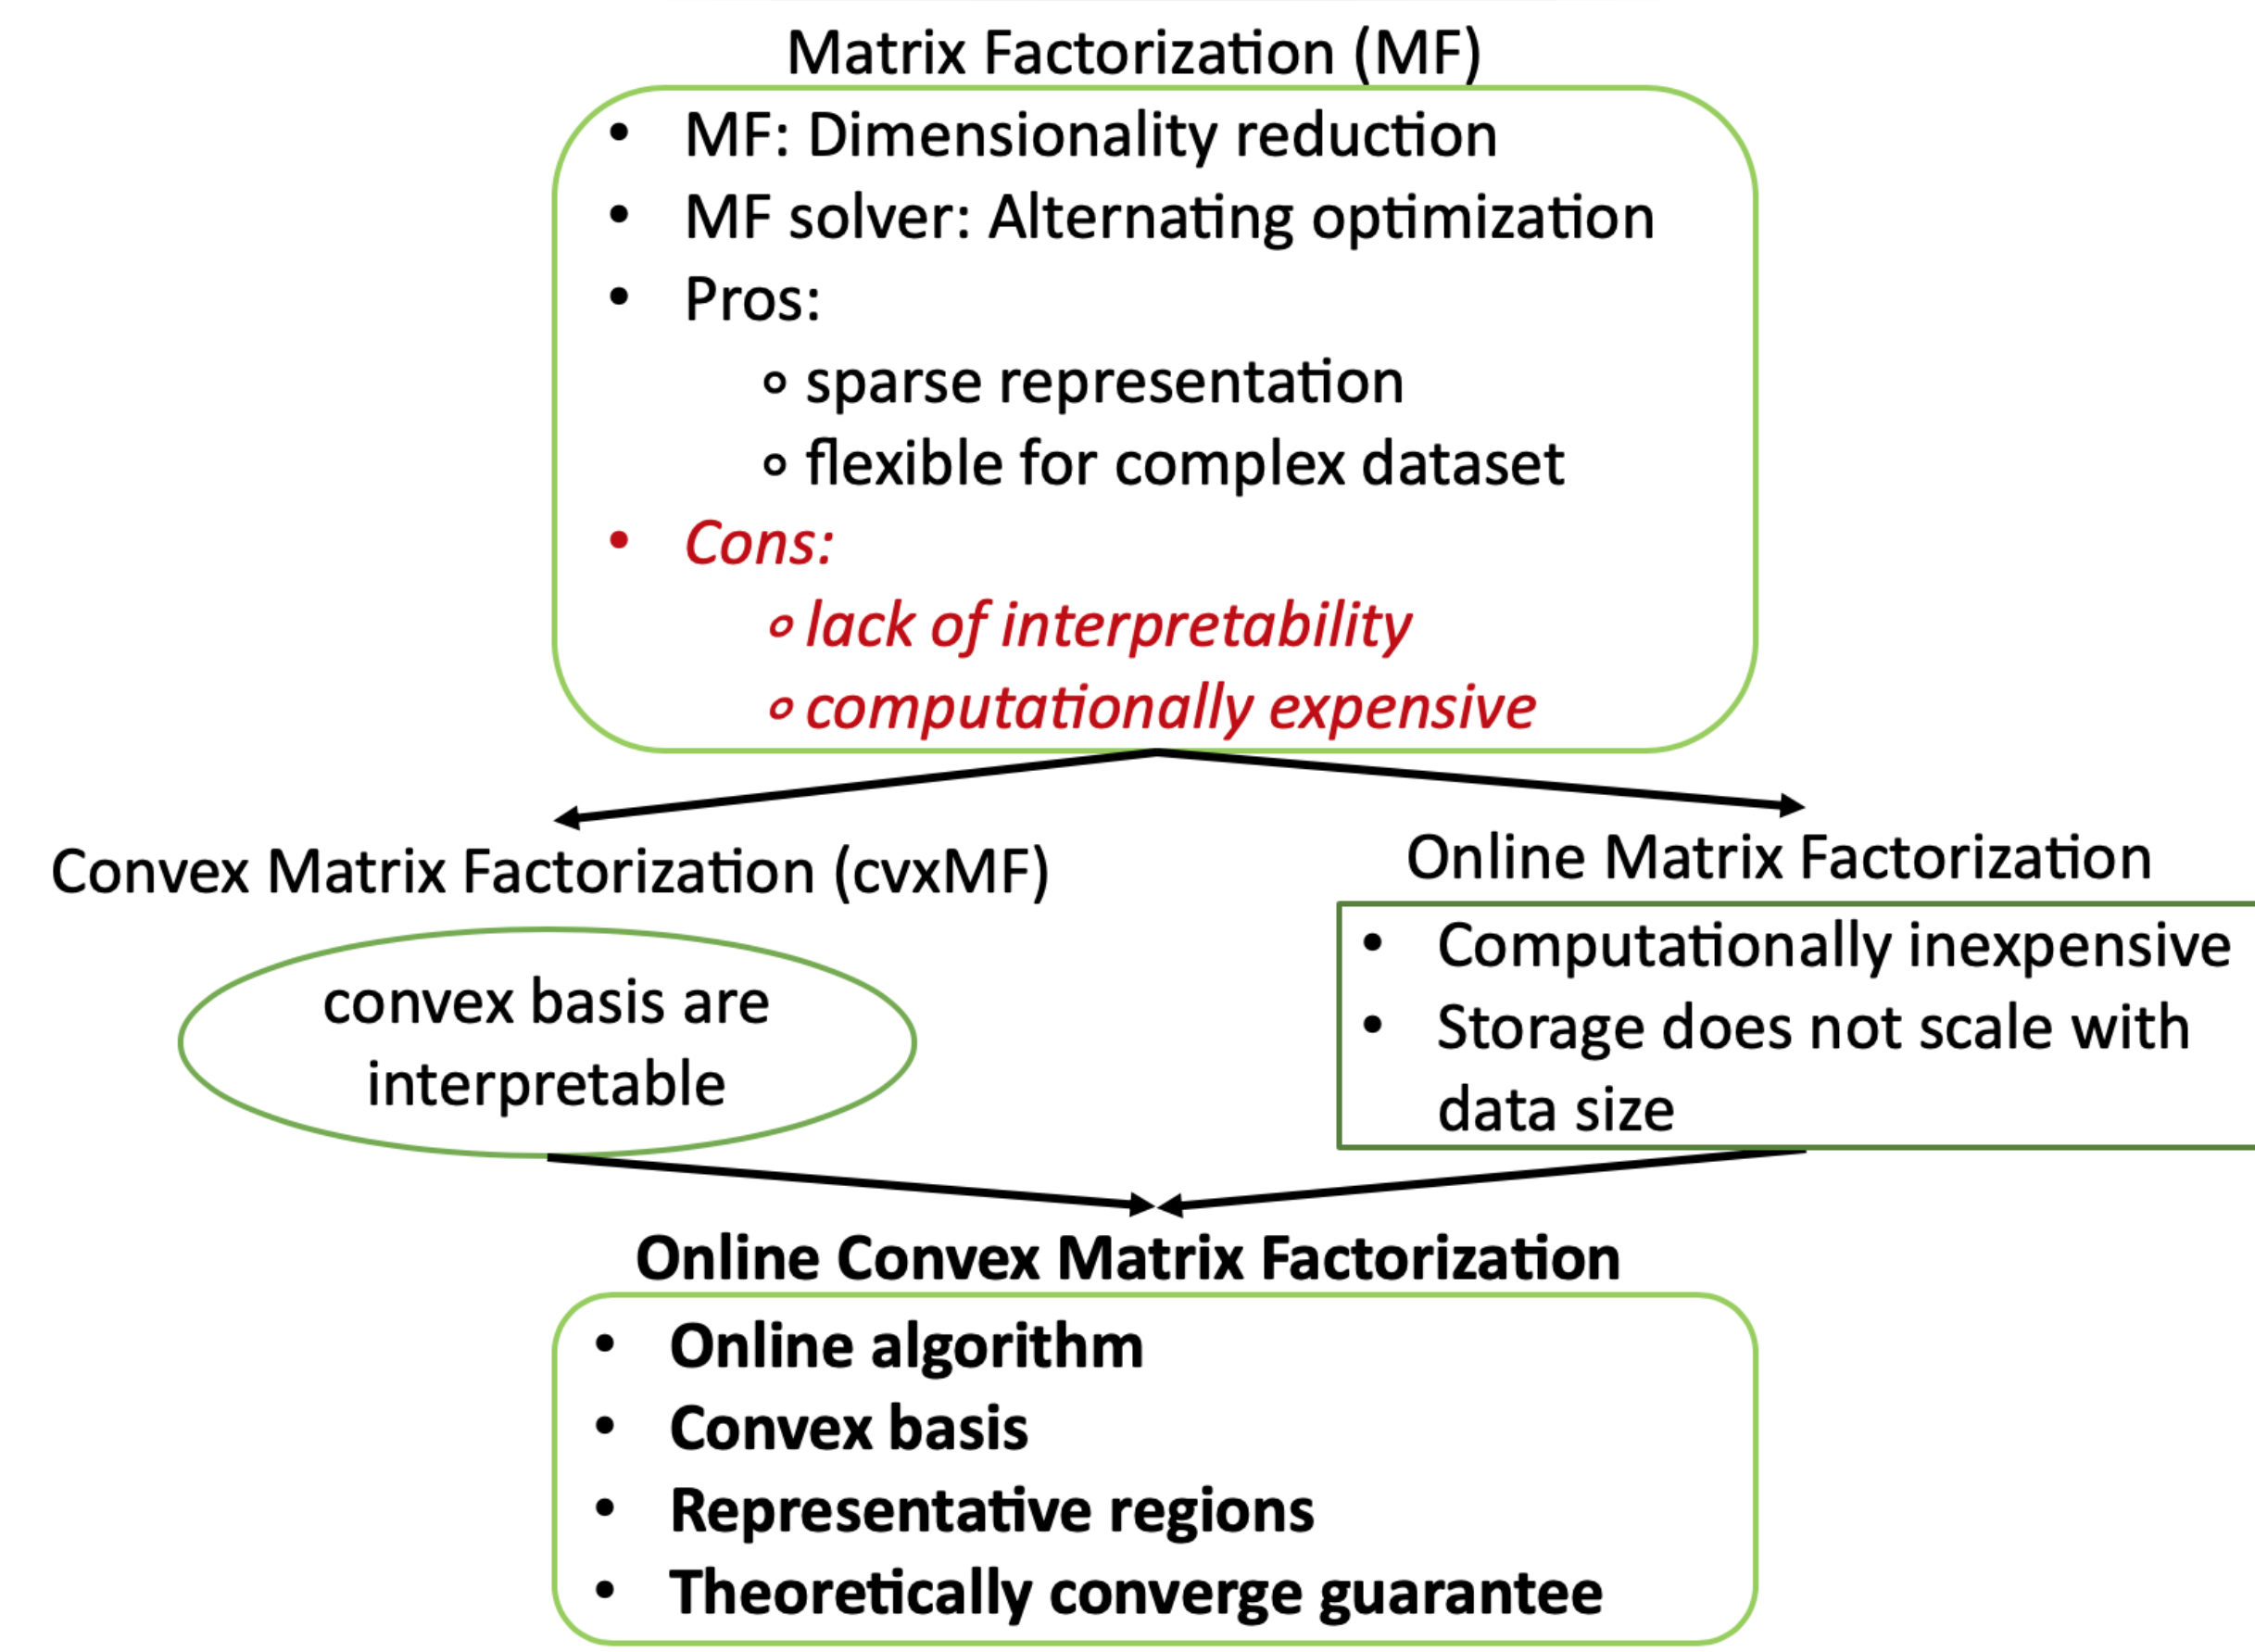 Matrix Factorization (MF)
• MF: Dimensionality reduction
• MF solver: Alternating optimization
• Pros:
∘ sparse representation
∘ flexible for complex dataset
• Cons:
∘ lack of interpretability
∘ computationally expensive
Convex Matrix Factorization (cvxMF)
convex basis are
interpretable
Online Matrix Factorization
• Computationally inexpensive
• Storage does not scale with
data size
Online Convex Matrix Factorization
• Online algorithm
• Convex basis
• Representative regions
• Theoretically converge guarantee